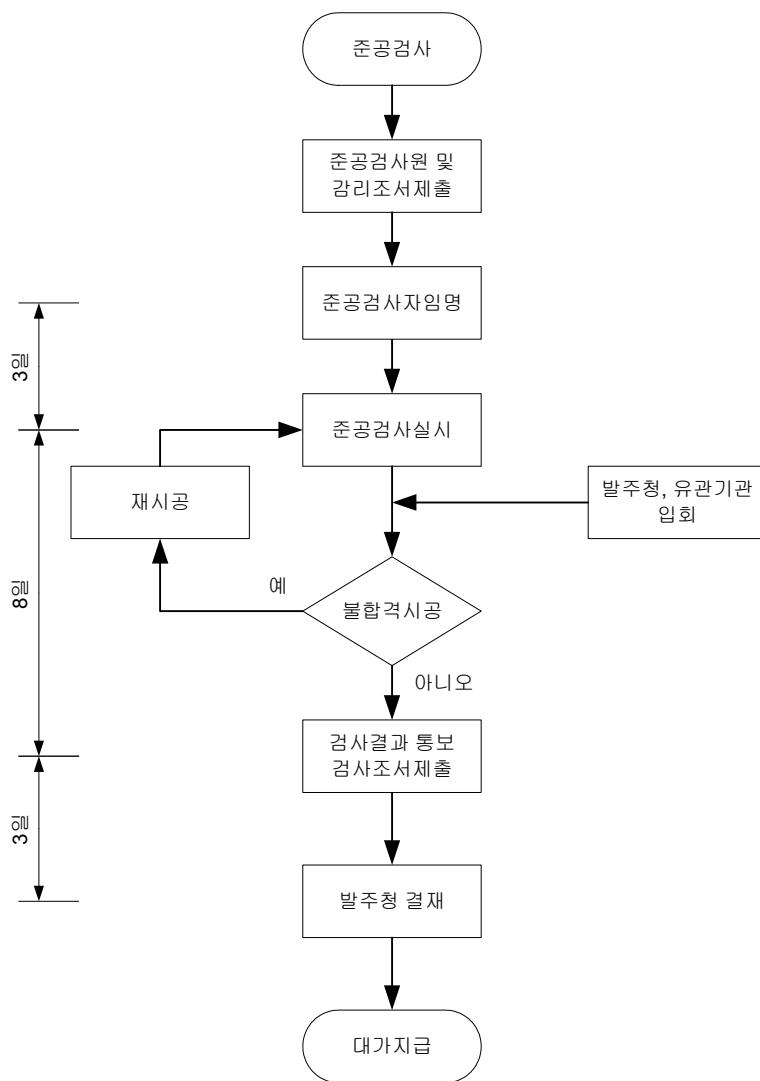 준공검사
준공검사원 및
감리조서제출
준공검사자임명
3일
준공검사실시
재시공
발주청, 유관기관
입회
예
불합격시공
8일
아니오
검사결과 통보
검사조서제출
3일
발주청 결재
대가지급